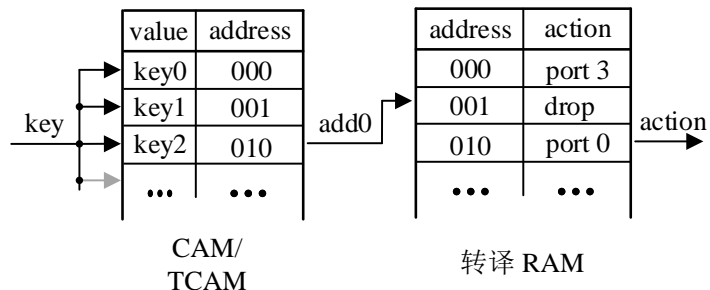 value address
key0 000
key1 001
key2 010
... ...
key
add0
CAM/
TCAM
address action
000 port 3
001 drop
010 port 0
... ...
action
转译 RAM